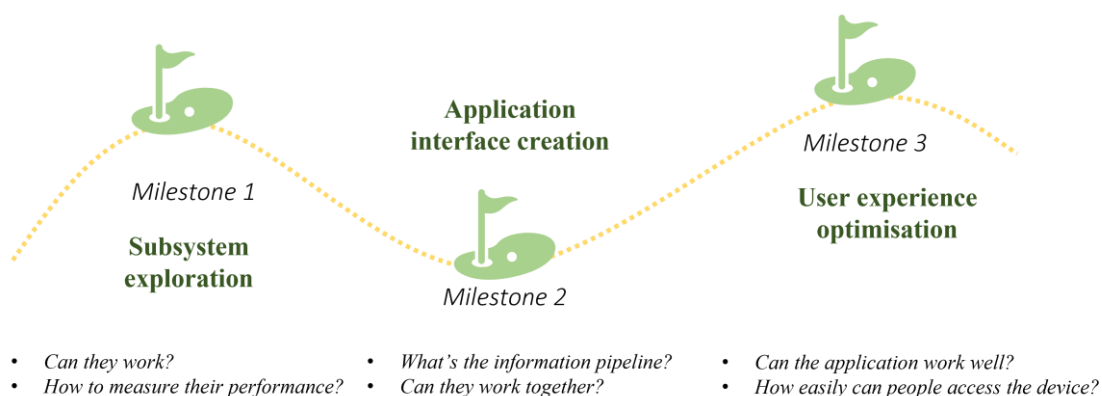 Milestone 1
Subsystem
exploration
Application
interface creation
Milestone 2
Milestone 3
User experience
optimisation
• Can they work?
• How to measure their performance?
• What's the information pipeline?
• Can they work together?
• Can the application work well?
• How easily can people access the device?